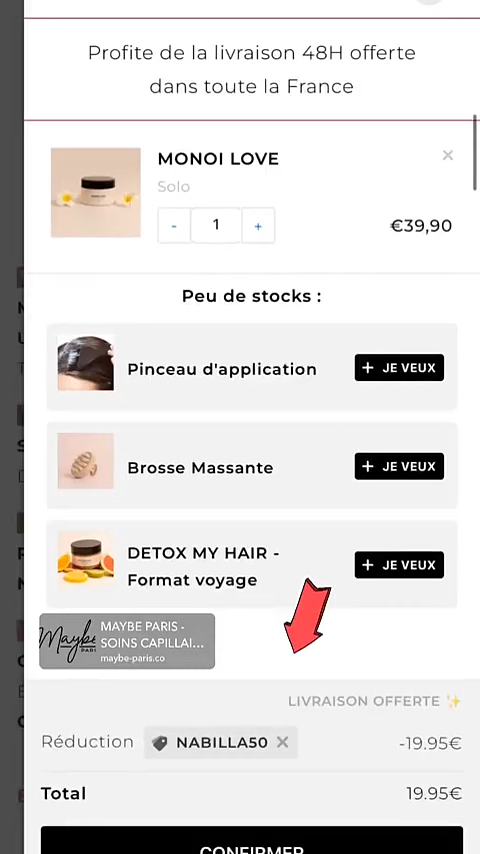 Profite de la livraison 48H offerte
dans toute la France
MONOI LOVE
Solo
- 1 +
€39,90
Peu de stocks :
Pinceau d'application
+ JE VEUX
Brosse Massante
+ JE VEUX
DETOX MY HAIR -
Format voyage
+ JE VEUX
Maybe
PARIS
MAYBE PARIS -
SOINS CAPILLAI...
maybe-paris.co
LIVRAISON OFFERTE ✨
Réduction NABILLA50 × -19.95€
Total 19.95€
CONFIRMER